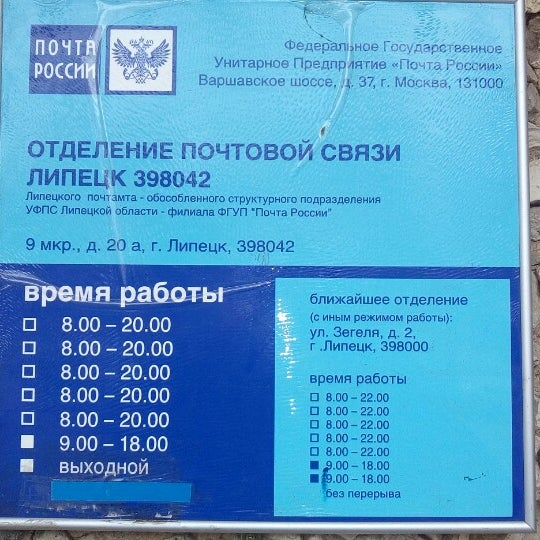 ПОЧТА
РОССИИ
Федеральное Государственное
Унитарное Предприятие «Почта России»
Варшавское шоссе, д. 37, г. Москва, 131000
ОТДЕЛЕНИЕ ПОЧТОВОЙ СВЯЗИ
ЛИПЕЦК 398042
Липецкого почтамта - обособленного структурного подразделения
УФПС Липецкой области - филиала ФГУП "Почта России"
9 мкр., д. 20 а, г. Липецк, 398042
время работы
8.00 – 20.00
8.00 – 20.00
8.00 – 20.00
8.00 – 20.00
8.00 – 20.00
9.00 – 18.00
выходной
ближайшее отделение
(с иным режимом работы):
ул. Зегеля, д. 2,
г .Липецк, 398000
время работы
8.00 – 22.00
8.00 – 22.00
8.00 – 22.00
8.00 – 22.00
8.00 – 22.00
9.00 – 18.00
9.00 – 18.00
без перерыва